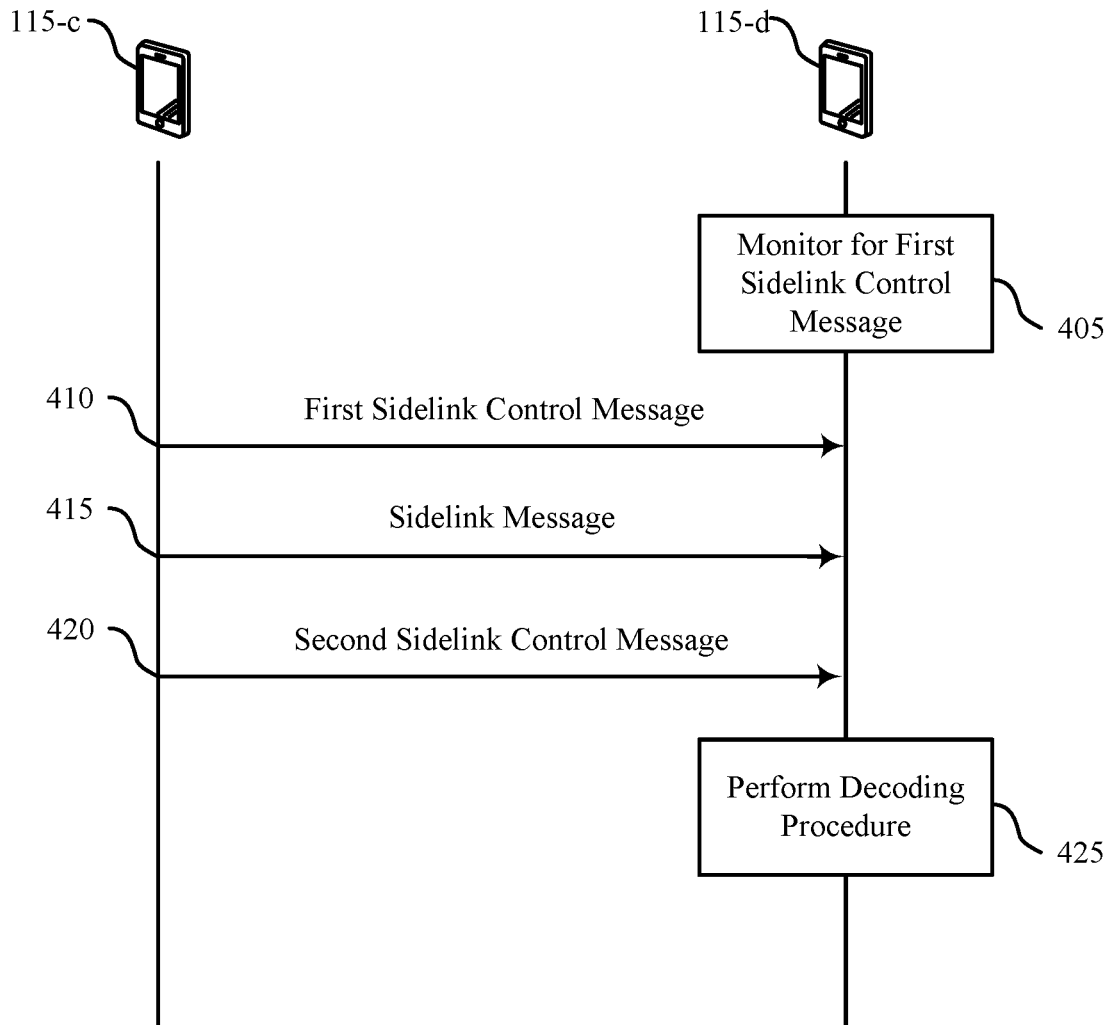 115-c
115-d
Monitor for First
Sidelink Control
Message
405
410
First Sidelink Control Message
415
Sidelink Message
420
Second Sidelink Control Message
Perform Decoding
Procedure
425